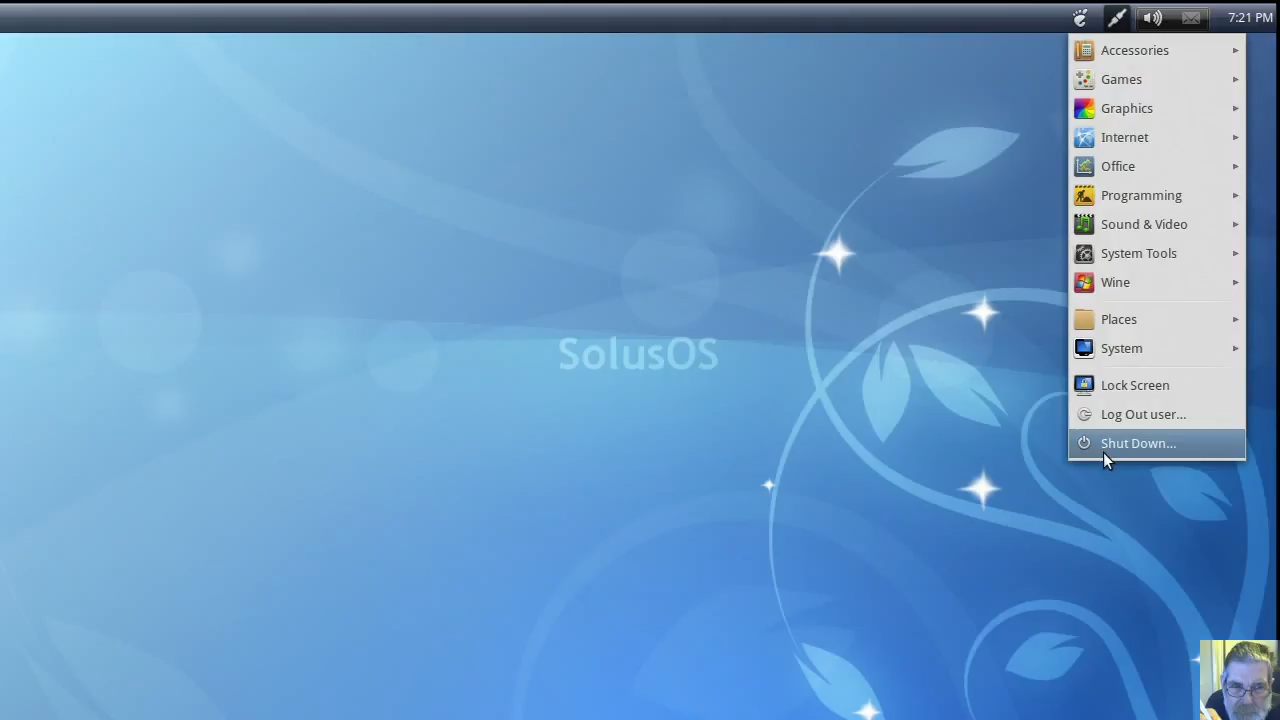 7:21 PM
Accessories
Games
Graphics
Internet
Office
Programming
Sound & Video
System Tools
Wine
Places
System
Lock Screen
Log Out user...
Shut Down...
SolusOS